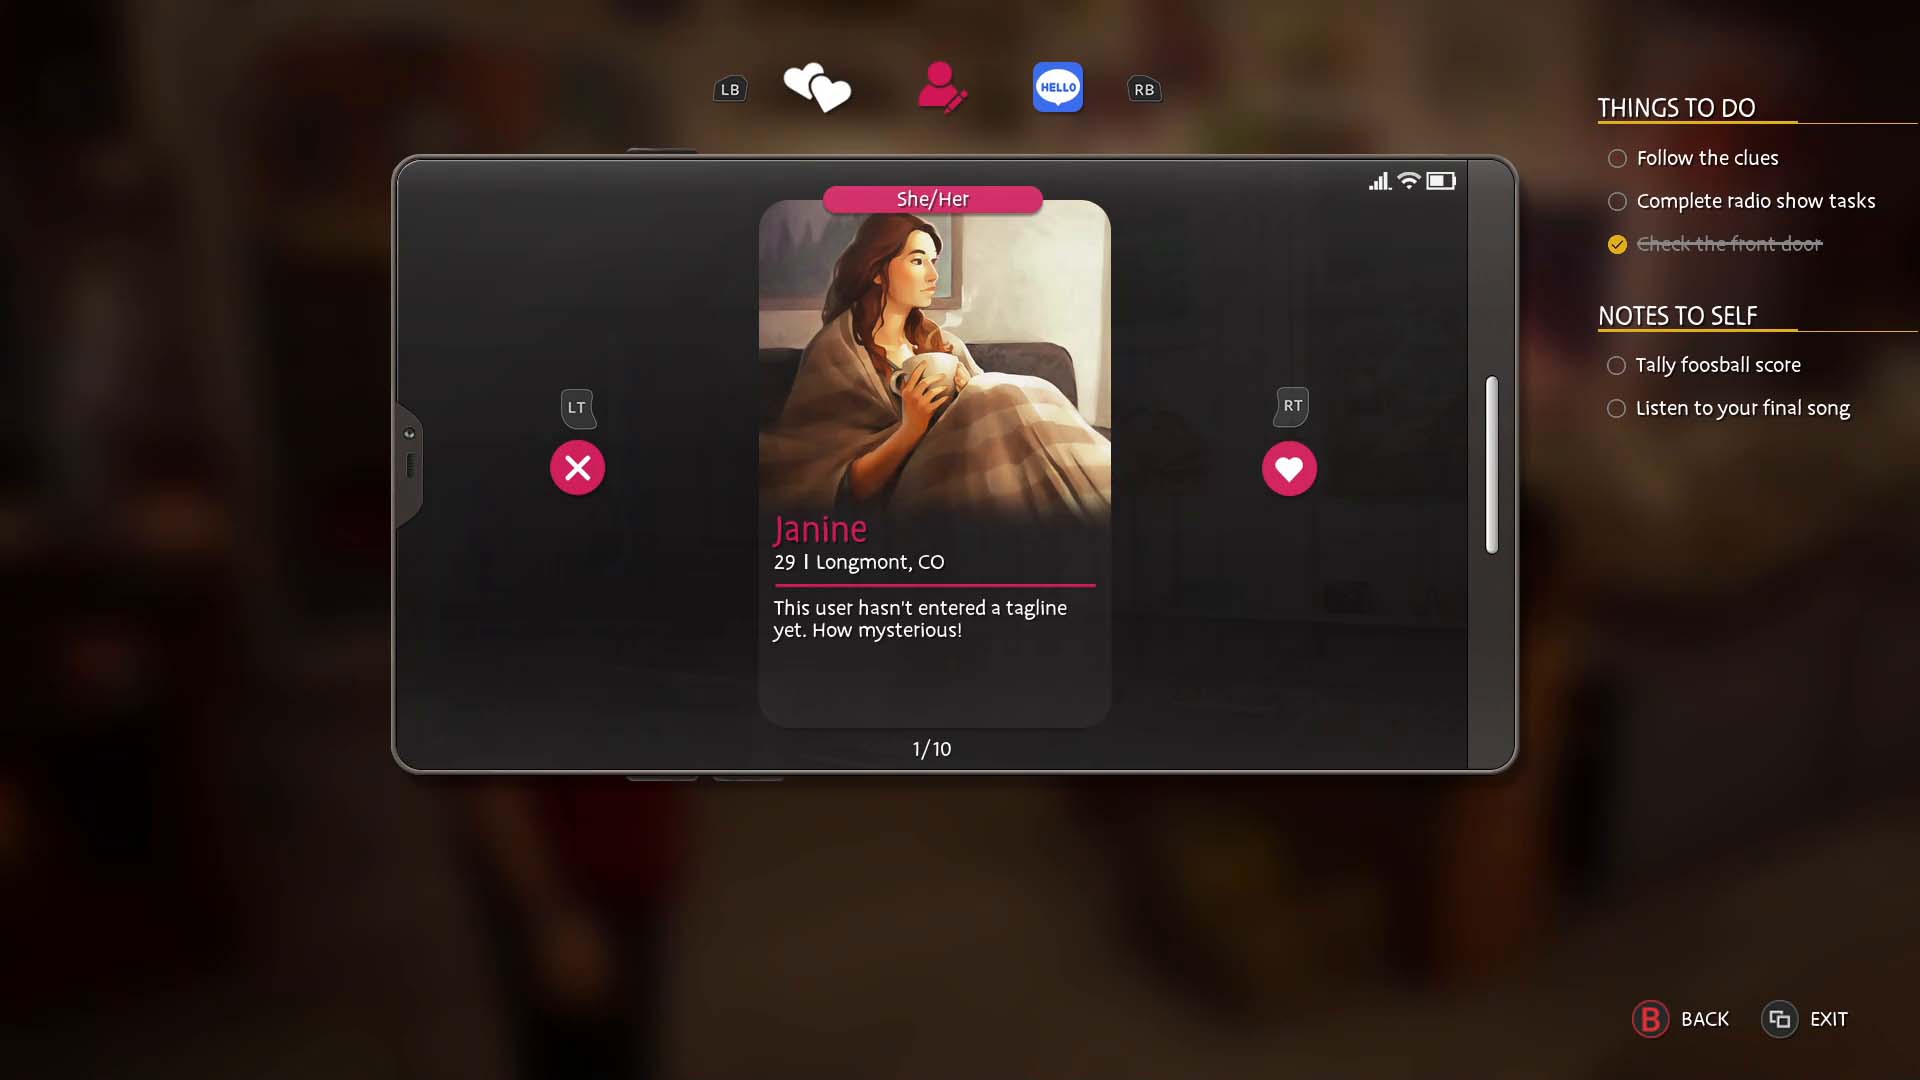 LB
HELLO
RB
She/Her
LT
RT
Janine
29 | Longmont, CO
This user hasn't entered a tagline
yet. How mysterious!
1/10
THINGS TO DO
Follow the clues
Complete radio show tasks
Check the front door
NOTES TO SELF
Tally foosball score
Listen to your final song
B BACK
EXIT